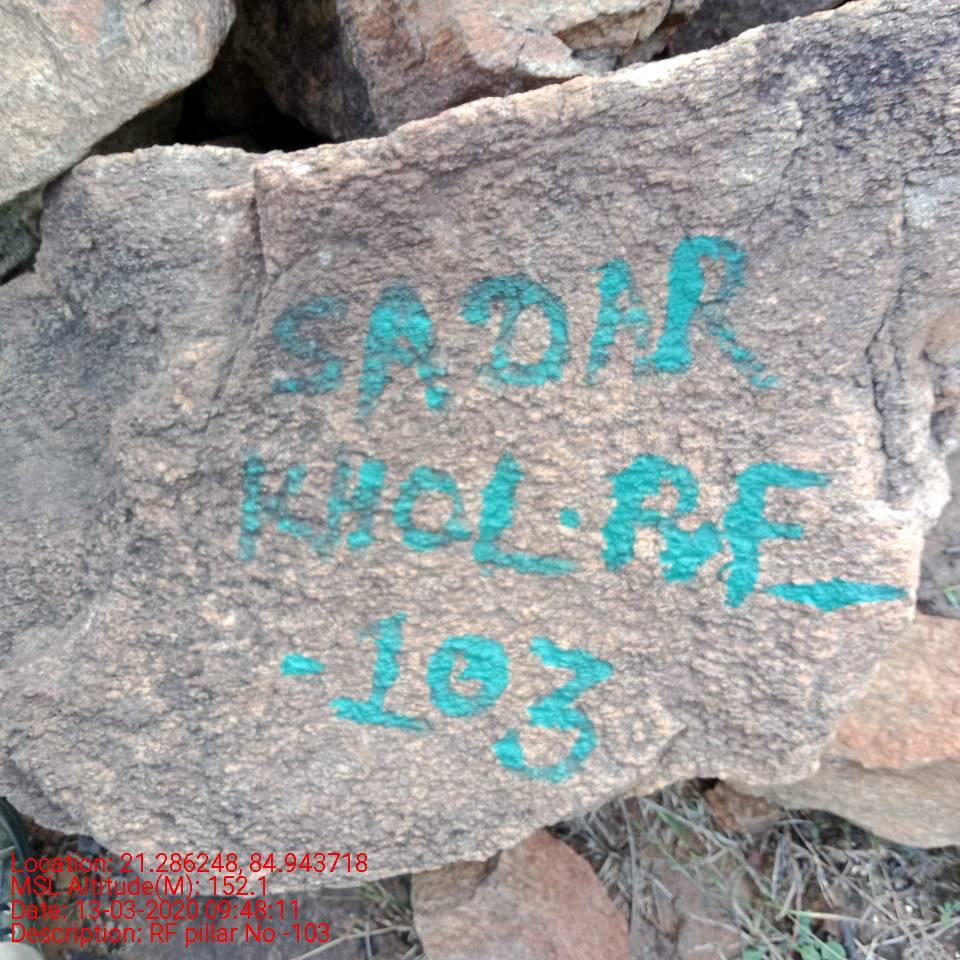 SADAR
KHOL·RF_
-103
Location: 21.286248, 84.943718
MSL Altitude(M): 152.1
Date: 13-03-2020 09:48:11
Description: RF pillar No -103